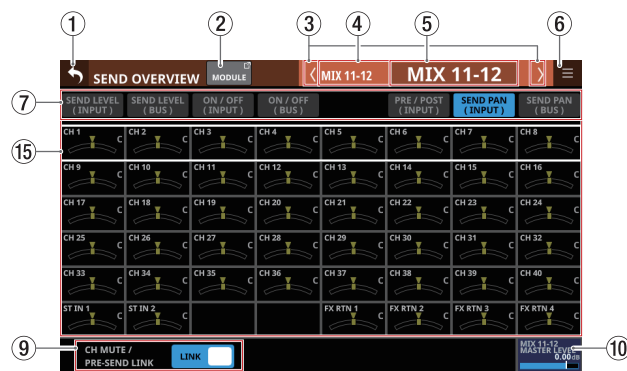 ① ② ③ ④ ⑤ ⑥
SEND OVERVIEW MODULE MIX 11-12 MIX 11-12
⑦
SEND LEVEL (INPUT) SEND LEVEL (BUS) ON / OFF (INPUT) ON / OFF (BUS) PRE / POST (INPUT) SEND PAN (INPUT) SEND PAN (BUS)
⑮
CH 1 C CH 2 C CH 3 C CH 4 C CH 5 C CH 6 C CH 7 C CH 8 C
CH 9 C CH 10 C CH 11 C CH 12 C CH 13 C CH 14 C CH 15 C CH 16 C
CH 17 C CH 18 C CH 19 C CH 20 C CH 21 C CH 22 C CH 23 C CH 24 C
CH 25 C CH 26 C CH 27 C CH 28 C CH 29 C CH 30 C CH 31 C CH 32 C
CH 33 C CH 34 C CH 35 C CH 36 C CH 37 C CH 38 C CH 39 C CH 40 C
ST IN 1 C ST IN 2 C FX RTN 1 C FX RTN 2 C FX RTN 3 C FX RTN 4 C
⑨ CH MUTE / PRE-SEND LINK LINK
MIX 11-12
MASTER LEVEL
0.00dB
⑩